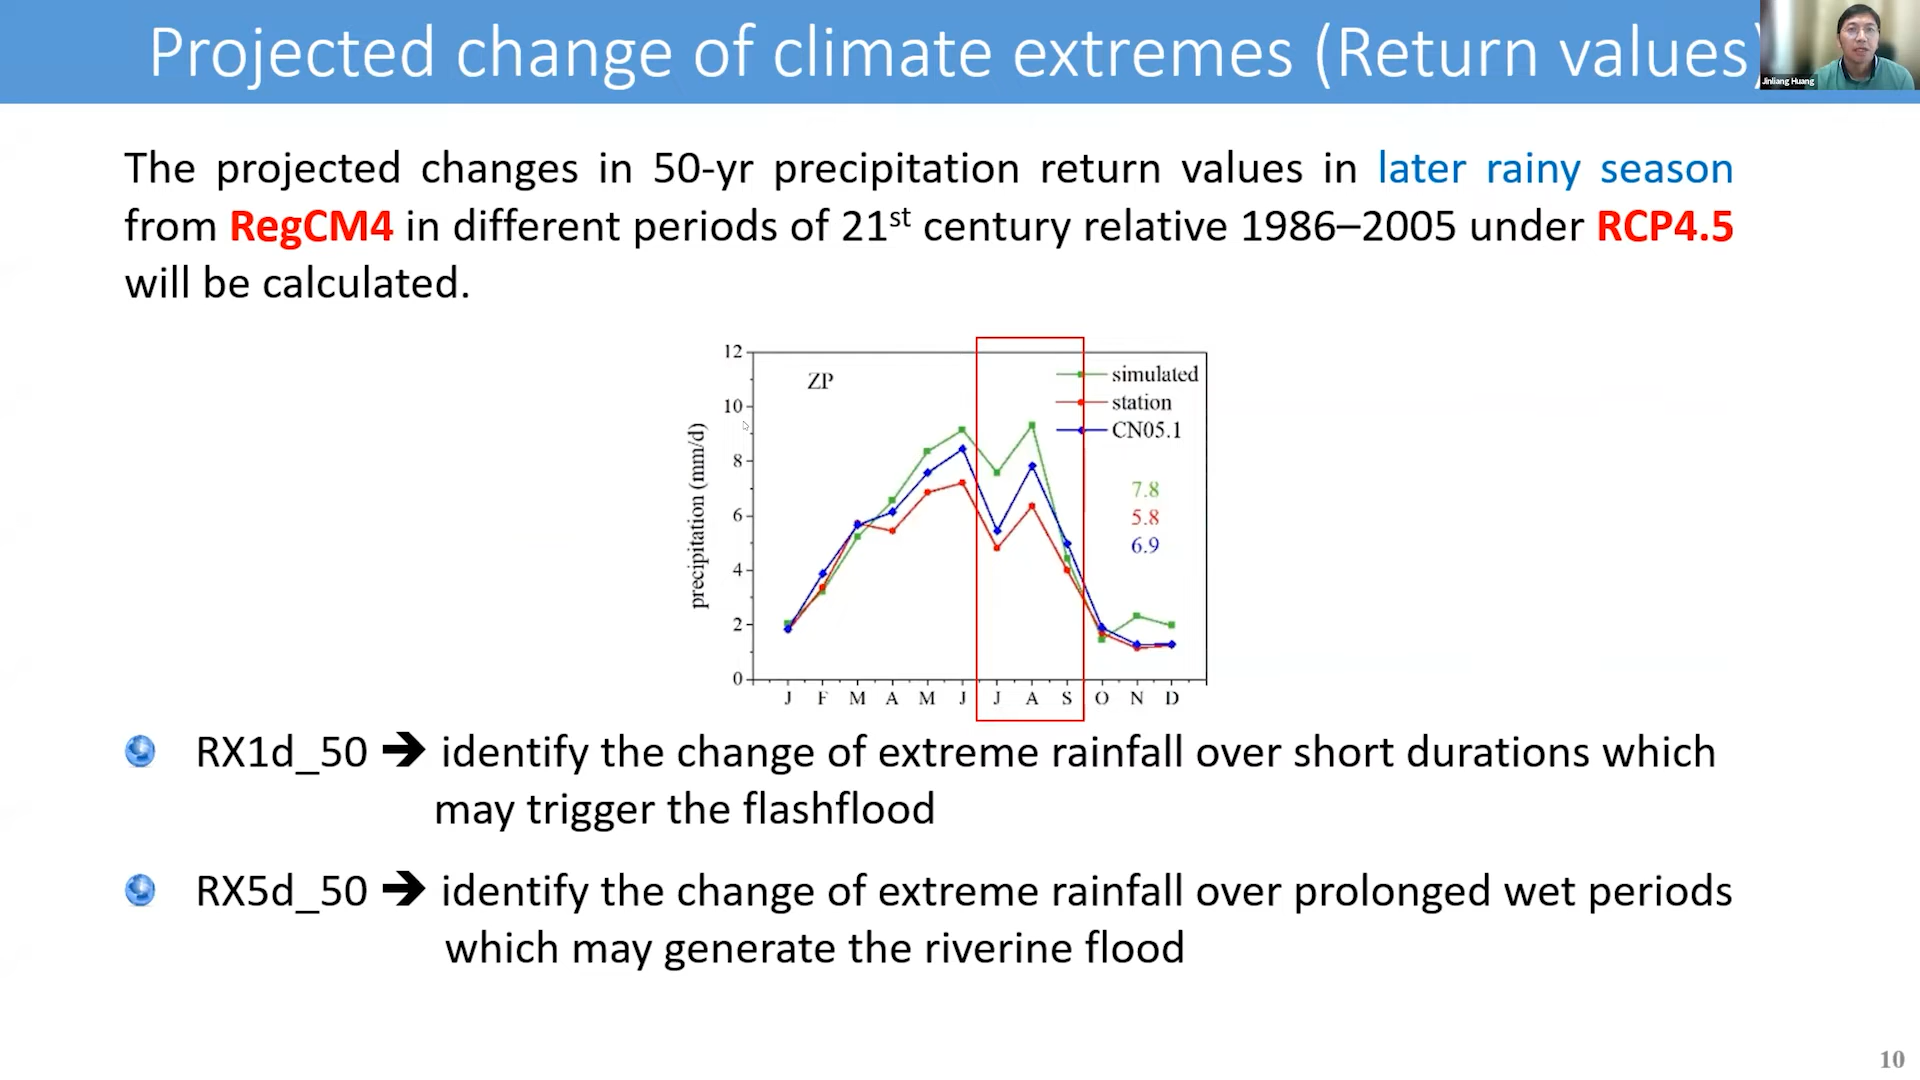 Projected change of climate extremes (Return values)
Jinliang Huang
The projected changes in 50-yr precipitation return values in later rainy season
from RegCM4 in different periods of 21st century relative 1986–2005 under RCP4.5
will be calculated.
ZP
simulated
station
CN05.1
7.8
5.8
6.9
precipitation (mm/d)
12
10
8
6
4
2
0
J F M A M J J A S O N D
RX1d_50 ➔ identify the change of extreme rainfall over short durations which
may trigger the flashflood
RX5d_50 ➔ identify the change of extreme rainfall over prolonged wet periods
which may generate the riverine flood
10